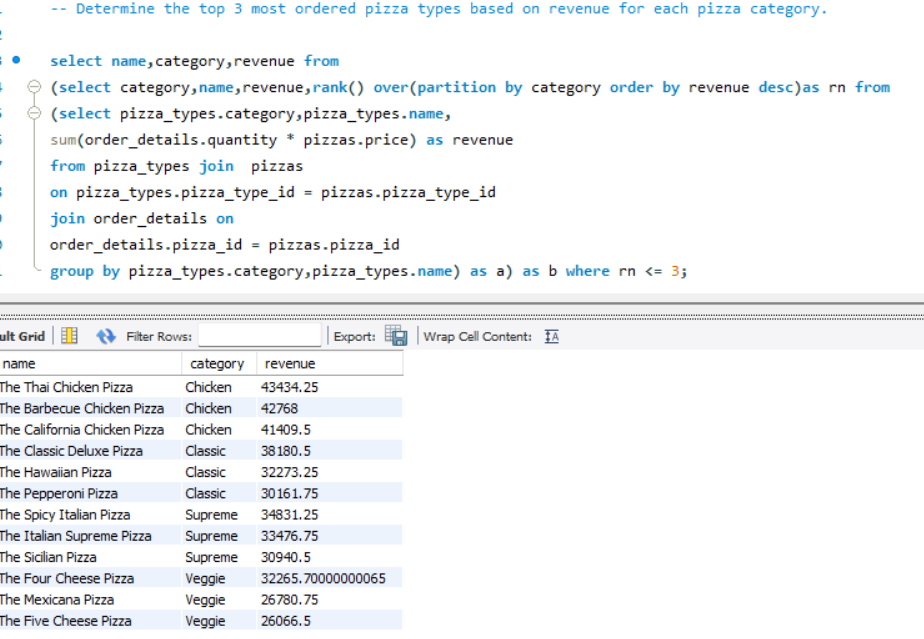 -- Determine the top 3 most ordered pizza types based on revenue for each pizza category.
select name,category,revenue from
(select category,name,revenue,rank() over(partition by category order by revenue desc)as rn from
(select pizza_types.category,pizza_types.name,
sum(order_details.quantity * pizzas.price) as revenue
from pizza_types join  pizzas
on pizza_types.pizza_type_id = pizzas.pizza_type_id
join order_details on
order_details.pizza_id = pizzas.pizza_id
group by pizza_types.category,pizza_types.name) as a) as b where rn <= 3;
ult Grid Filter Rows: Export: Wrap Cell Content: IA
name category revenue
The Thai Chicken Pizza Chicken 43434.25
The Barbecue Chicken Pizza Chicken 42768
The California Chicken Pizza Chicken 41409.5
The Classic Deluxe Pizza Classic 38180.5
The Hawaiian Pizza Classic 32273.25
The Pepperoni Pizza Classic 30161.75
The Spicy Italian Pizza Supreme 34831.25
The Italian Supreme Pizza Supreme 33476.75
The Sicilian Pizza Supreme 30940.5
The Four Cheese Pizza Veggie 32265.70000000065
The Mexicana Pizza Veggie 26780.75
The Five Cheese Pizza Veggie 26066.5